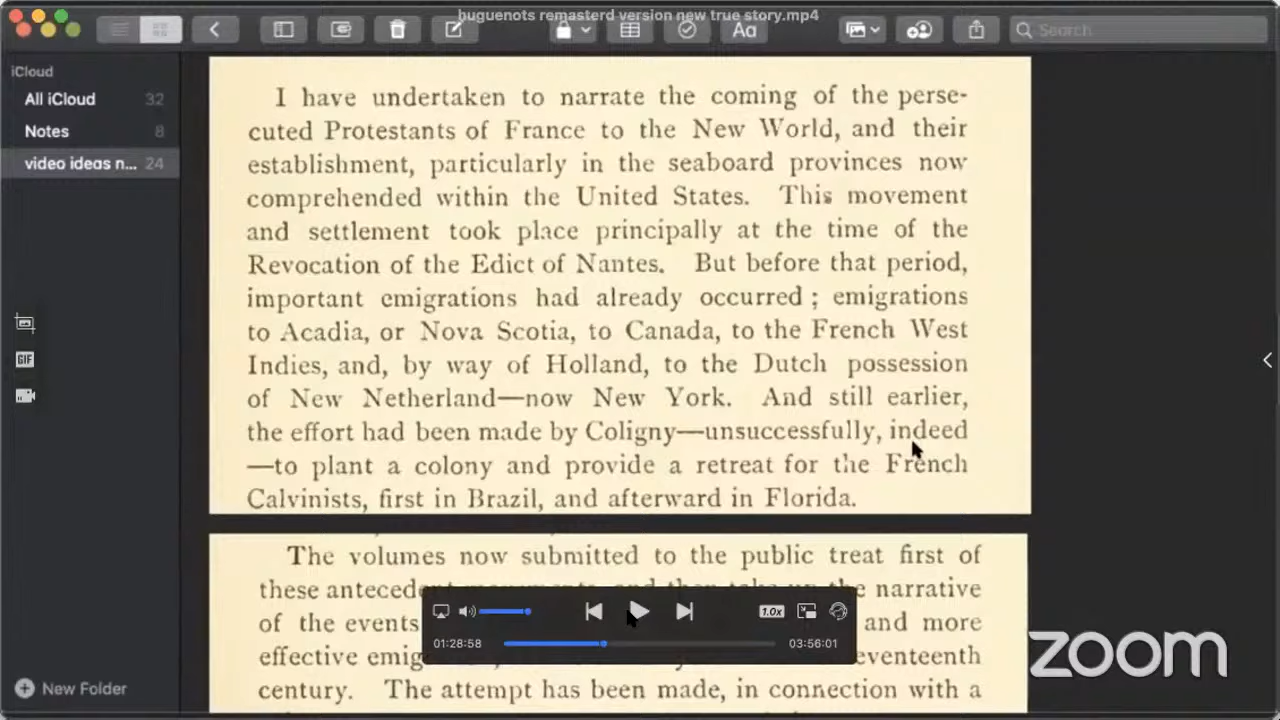 huguenots remasterd version new true story.mp4
Aa
Search
iCloud
All iCloud 32
Notes 8
video ideas n... 24
GIF
I have undertaken to narrate the coming of the perse-
cuted Protestants of France to the New World, and their
establishment, particularly in the seaboard provinces now
comprehended within the United States. This movement
and settlement took place principally at the time of the
Revocation of the Edict of Nantes. But before that period,
important emigrations had already occurred ; emigrations
to Acadia, or Nova Scotia, to Canada, to the French West
Indies, and, by way of Holland, to the Dutch possession
of New Netherland—now New York. And still earlier,
the effort had been made by Coligny—unsuccessfully, indeed
—to plant a colony and provide a retreat for the French
Calvinists, first in Brazil, and afterward in Florida.
The volumes now submitted to the public treat first of
these antecedent the narrative
of the events and more
effective eventeenth
century. The attempt has been made, in connection with a
1.0x
01:28:58 03:56:01
New Folder
zoom